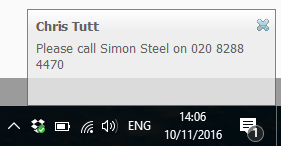 Chris Tutt
Please call Simon Steel on 020 8288
4470
ENG
14:06
10/11/2016
1